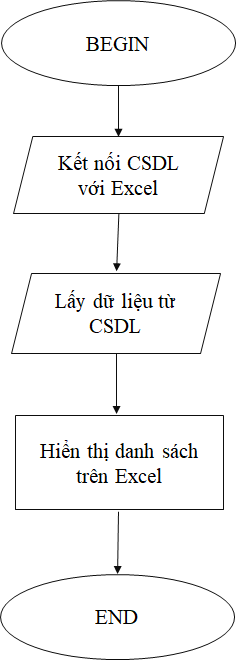 BEGIN
Kết nối CSDL
với Excel
Lấy dữ liệu từ
CSDL
Hiển thị danh sách
trên Excel
END